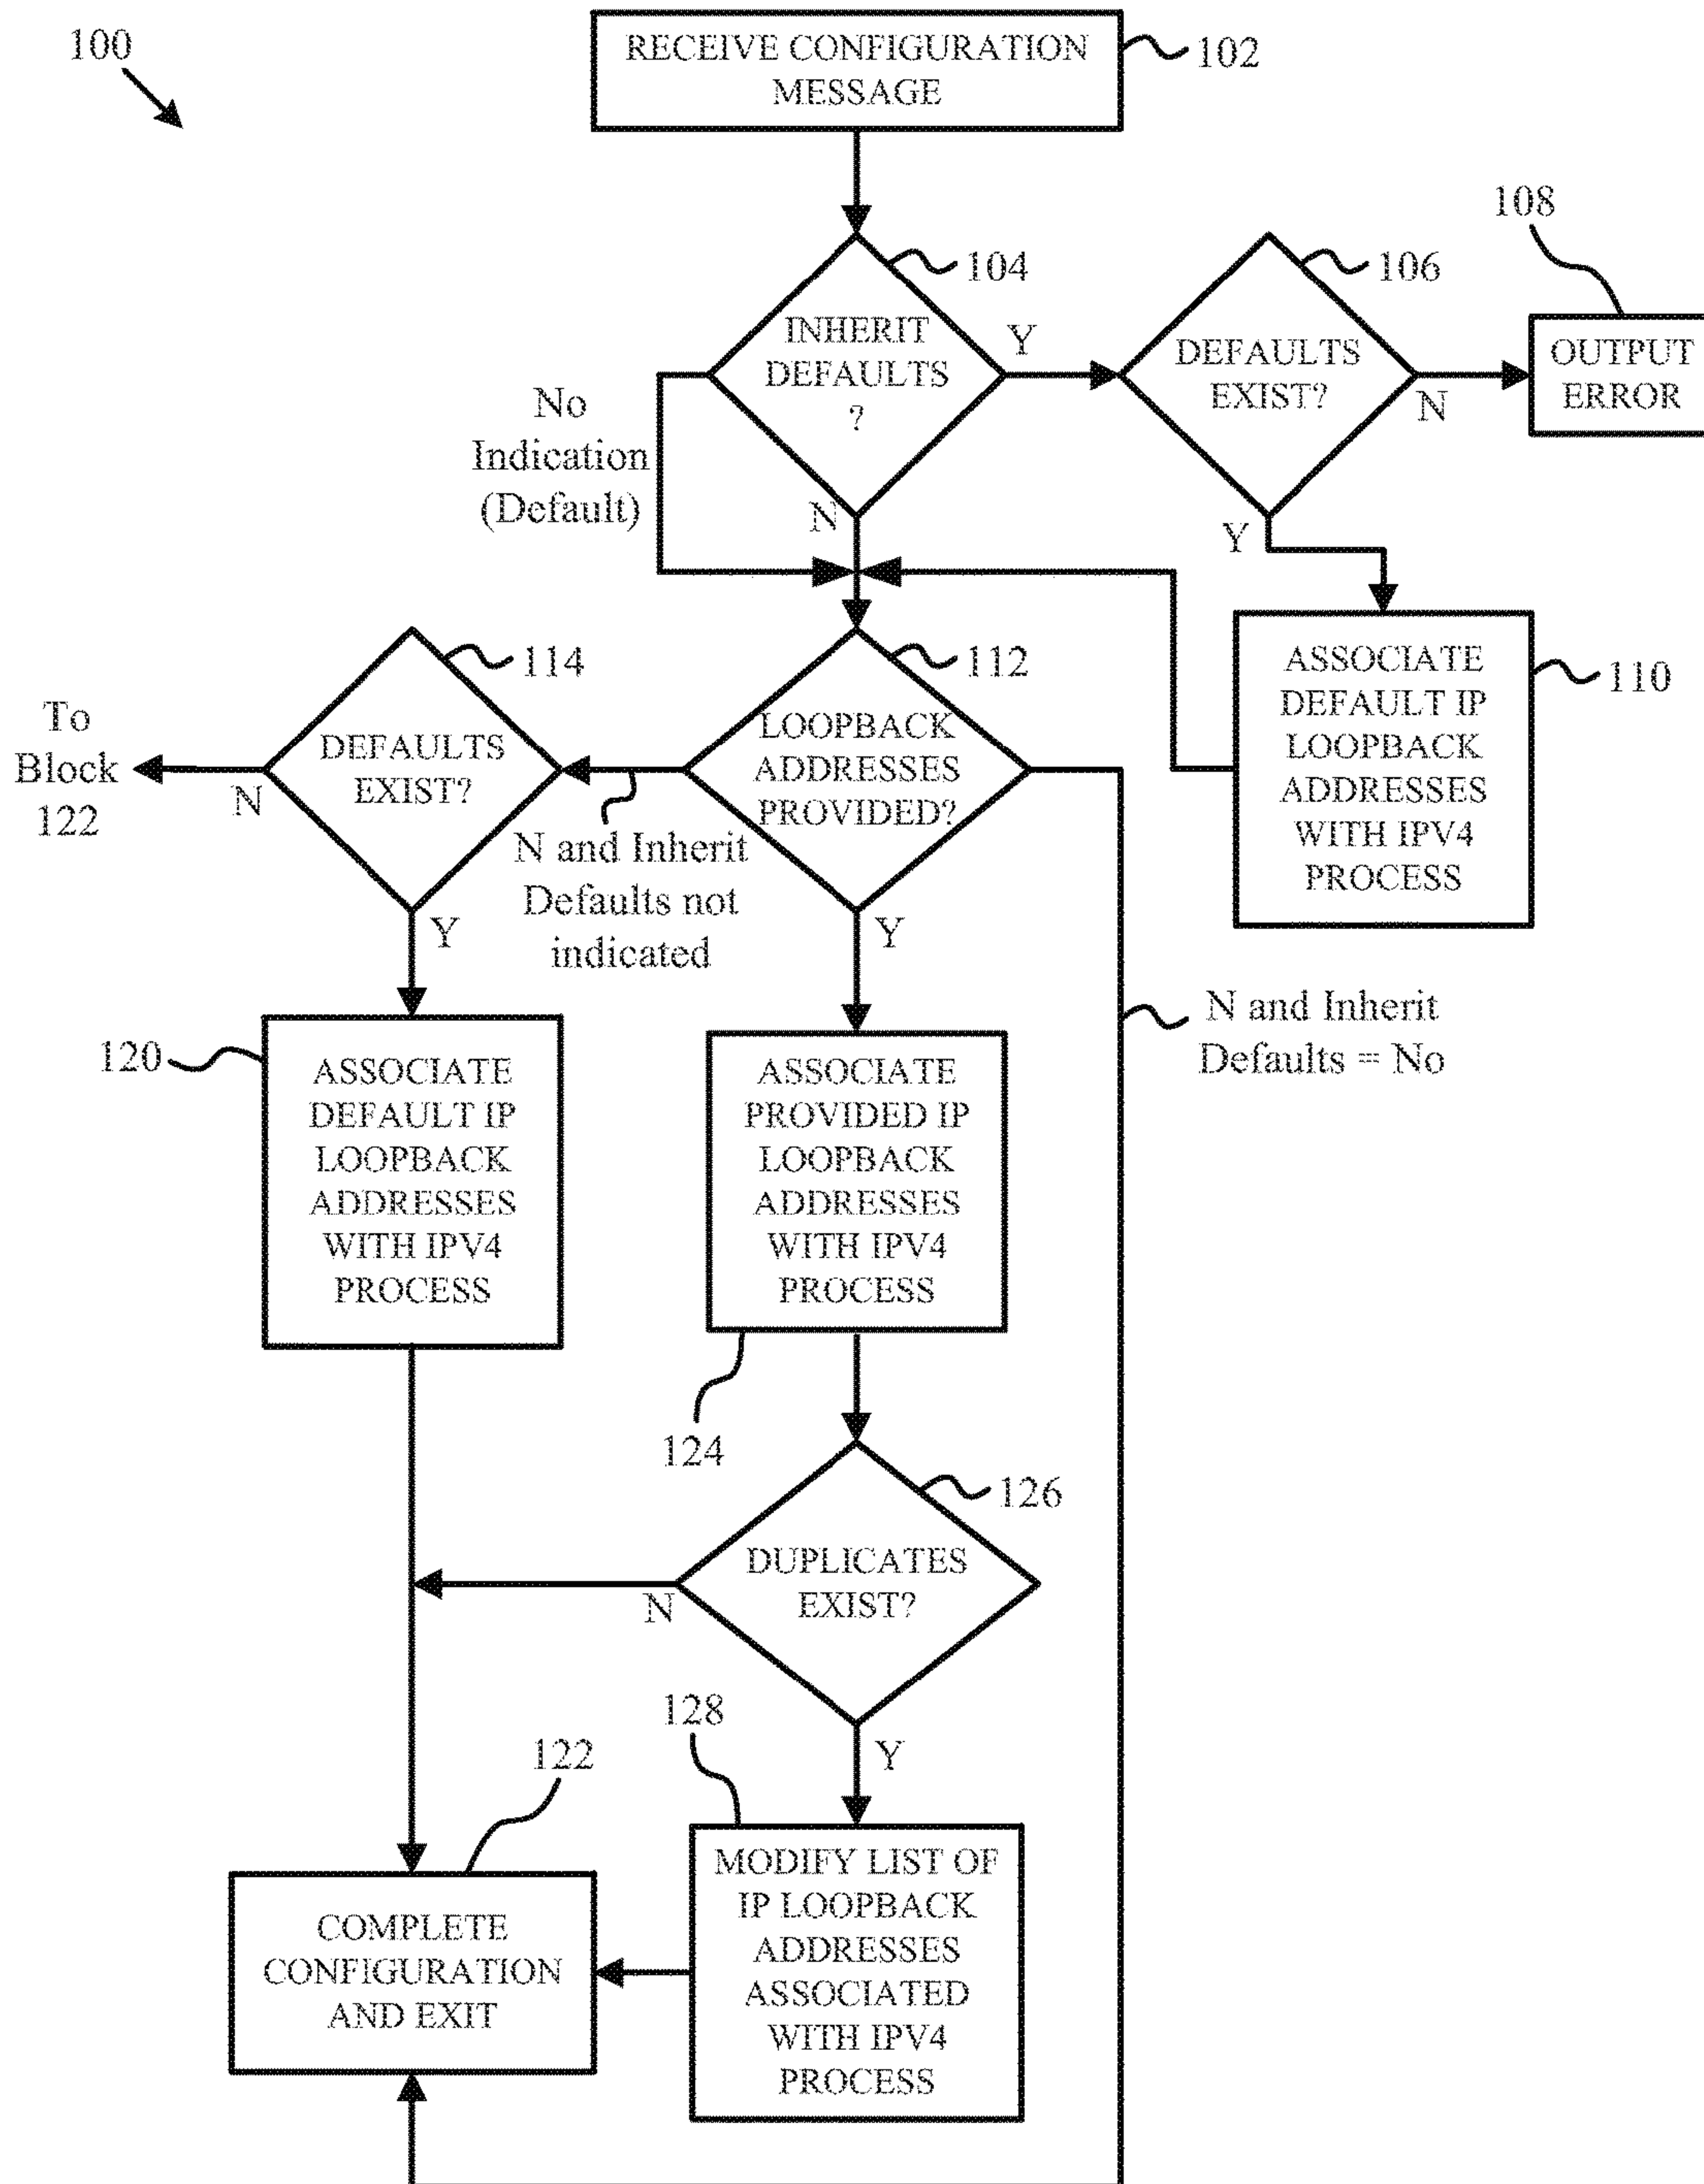 100
RECEIVE CONFIGURATION
MESSAGE
102
104
INHERIT
DEFAULTS
?
Y
N
No
Indication
(Default)
106
DEFAULTS
EXIST?
N
Y
108
OUTPUT
ERROR
ASSOCIATE
DEFAULT IP
LOOPBACK
ADDRESSES
WITH IPV4
PROCESS
110
112
LOOPBACK
ADDRESSES
PROVIDED?
Y
N and Inherit
Defaults not
indicated
N and Inherit
Defaults = No
114
DEFAULTS
EXIST?
N
Y
To
Block
122
120
ASSOCIATE
DEFAULT IP
LOOPBACK
ADDRESSES
WITH IPV4
PROCESS
ASSOCIATE
PROVIDED IP
LOOPBACK
ADDRESSES
WITH IPV4
PROCESS
124
126
DUPLICATES
EXIST?
N
Y
128
MODIFY LIST OF
IP LOOPBACK
ADDRESSES
ASSOCIATED
WITH IPV4
PROCESS
122
COMPLETE
CONFIGURATION
AND EXIT